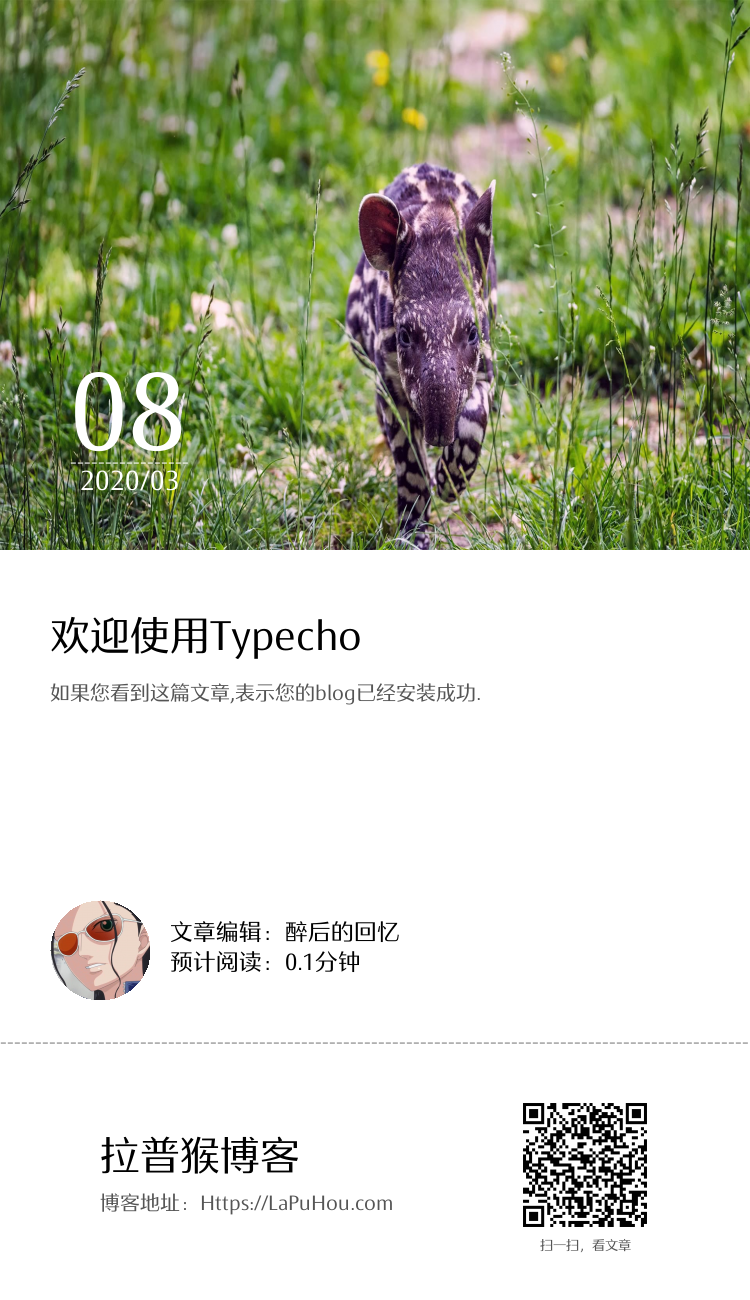 08
2020/03
欢迎使用Typecho
如果您看到这篇文章,表示您的blog已经安装成功.
文章编辑：醉后的回忆
预计阅读：0.1分钟
拉普猴博客
博客地址：Https://LaPuHou.com
扫一扫，看文章